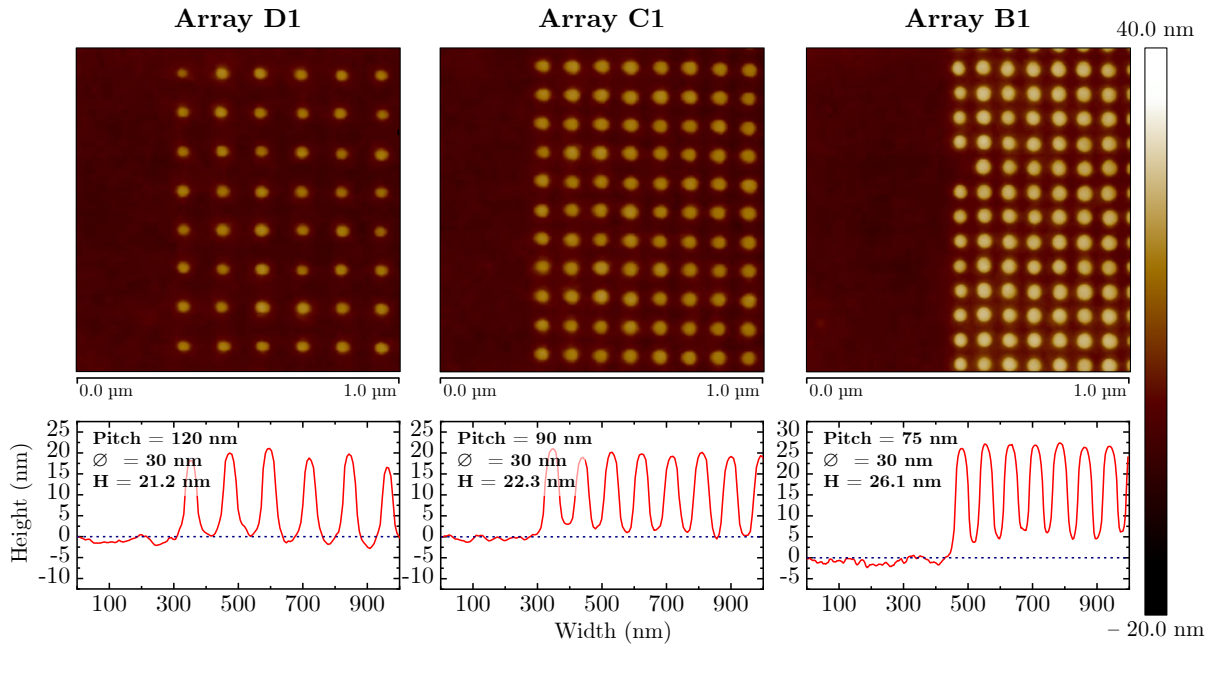 Array D1
Array C1
Array B1
40.0 nm
0.0 µm 1.0 µm
0.0 µm 1.0 µm
0.0 µm 1.0 µm
– 20.0 nm
Height (nm)
25
20
15
10
5
0
-5
-10
Pitch = 120 nm
∅ = 30 nm
H = 21.2 nm
100 300 500 700 900
25
20
15
10
5
0
-5
-10
Pitch = 90 nm
∅ = 30 nm
H = 22.3 nm
100 300 500 700 900
30
25
20
15
10
5
0
-5
Pitch = 75 nm
∅ = 30 nm
H = 26.1 nm
100 300 500 700 900
Width (nm)